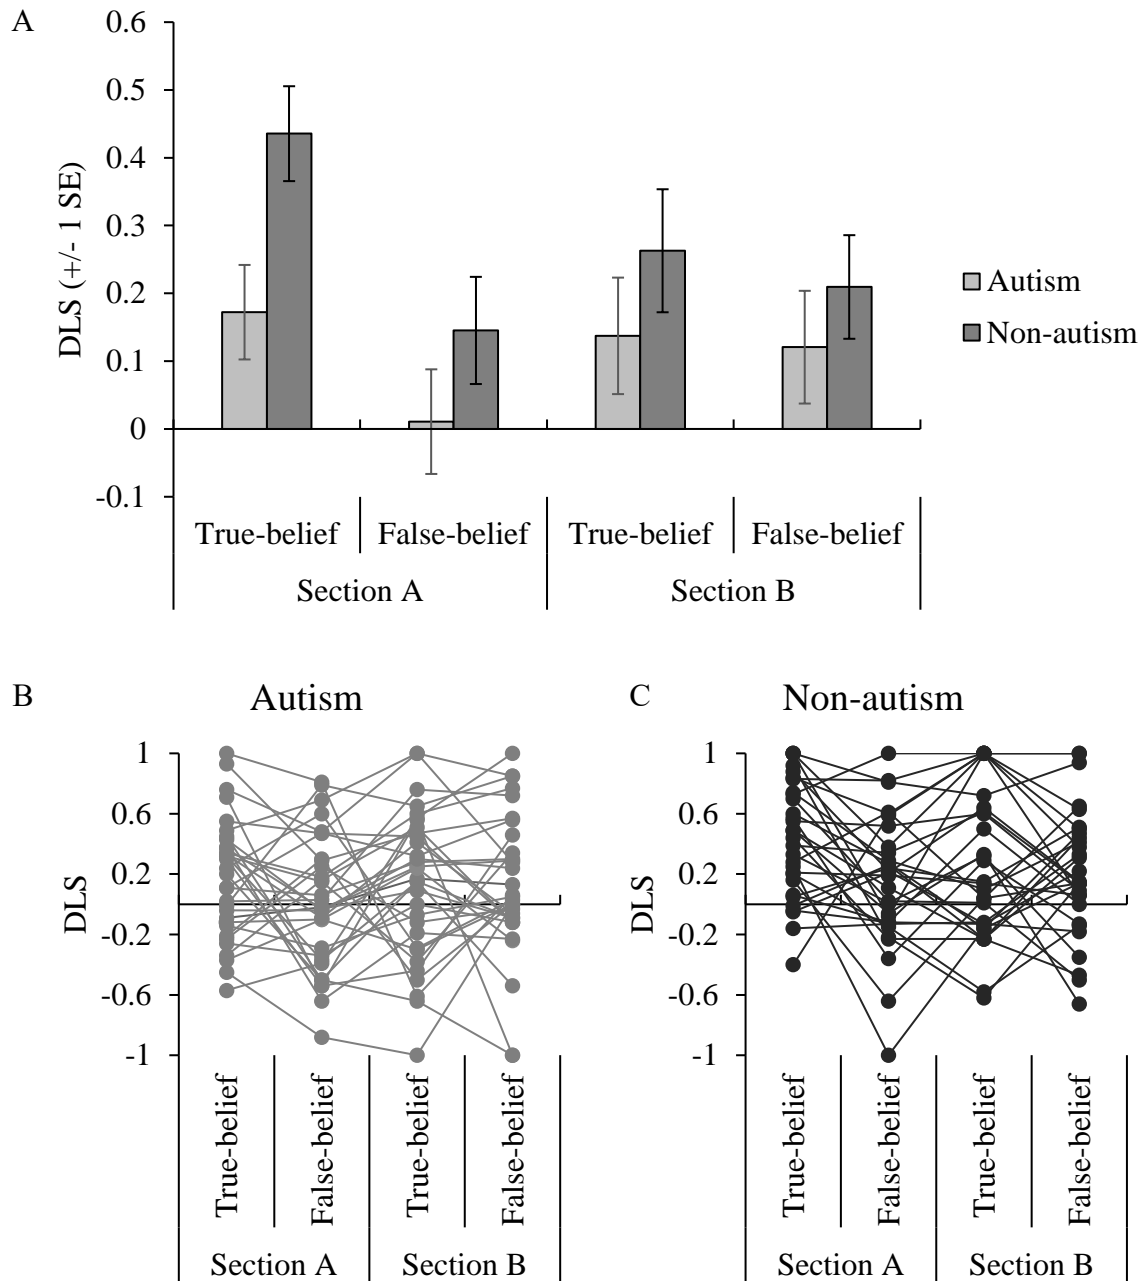 A
DLS (+/- 1 SE)
0.6
0.5
0.4
0.3
0.2
0.1
0
-0.1
True-belief False-belief True-belief False-belief
Section A Section B
Autism
Non-autism
B Autism
DLS
1
0.6
0.2
-0.2
-0.6
-1
True-belief
False-belief
True-belief
False-belief
Section A Section B
C Non-autism
DLS
1
0.6
0.2
-0.2
-0.6
-1
True-belief
False-belief
True-belief
False-belief
Section A Section B